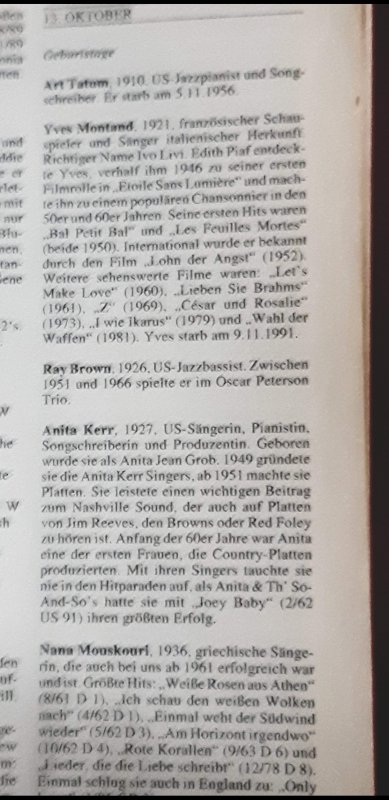 13. OKTOBER
Geburtstage
Art Tatum, 1910, US-Jazzpianist und Song-
schreiber. Er starb am 5.11.1956.
Yves Montand, 1921, französischer Schau-
spieler und Sänger italienischer Herkunft.
Richtiger Name Ivo Livi. Edith Piaf entdeck-
te Yves, verhalf ihm 1946 zu seiner ersten
Filmrolle in „Etoile Sans Lumière“ und mach-
te ihn zu einem populären Chansonnier in den
50er und 60er Jahren. Seine ersten Hits waren
„Bal Petit Bal“ und „Les Feuilles Mortes“
(beide 1950). International wurde er bekannt
durch den Film „Lohn der Angst“ (1952).
Weitere sehenswerte Filme waren: „Let's
Make Love“ (1960), „Lieben Sie Brahms“
(1961), „Z“ (1969), „César und Rosalie“
(1973), „I wie Ikarus“ (1979) und „Wahl der
Waffen“ (1981). Yves starb am 9.11.1991.
Ray Brown, 1926, US-Jazzbassist. Zwischen
1951 und 1966 spielte er im Oscar Peterson
Trio.
Anita Kerr, 1927, US-Sängerin, Pianistin,
Songschreiberin und Produzentin. Geboren
wurde sie als Anita Jean Grob. 1949 gründete
sie die Anita Kerr Singers, ab 1951 machte sie
Platten. Sie leistete einen wichtigen Beitrag
zum Nashville Sound, der auch auf Platten
von Jim Reeves, den Browns oder Red Foley
zu hören ist. Anfang der 60er Jahre war Anita
eine der ersten Frauen, die Country-Platten
produzierten. Mit ihren Singers tauchte sie
nie in den Hitparaden auf, als Anita & Th' So-
And-So's hatte sie mit „Joey Baby“ (2/62
US 91) ihren größten Erfolg.
Nana Mouskouri, 1936, griechische Sänge-
rin, die auch bei uns ab 1961 erfolgreich war
und ist. Größte Hits: „Weiße Rosen aus Athen“
(8/61 D 1), „Ich schau den weißen Wolken
nach“ (4/62 D 1), „Einmal weht der Südwind
wieder“ (5/62 D 3), „Am Horizont irgendwo“
(10/62 D 4), „Rote Korallen“ (9/63 D 6) und
„Lieder, die die Liebe schreibt“ (12/78 D 8).
Einmal schlug sie auch in England zu: „Only